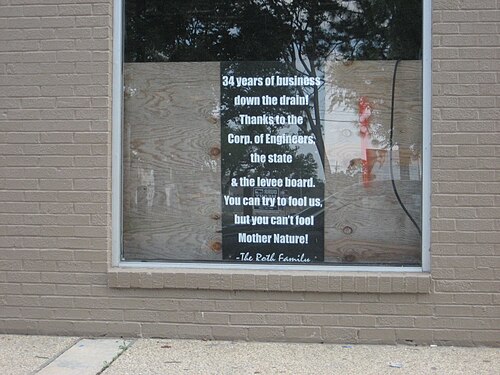 34 years of business
down the drain!
Thanks to the
Corp. of Engineers,
the state
& the levee board.
You can try to fool us,
but you can't fool
Mother Nature!
-The Roth Family